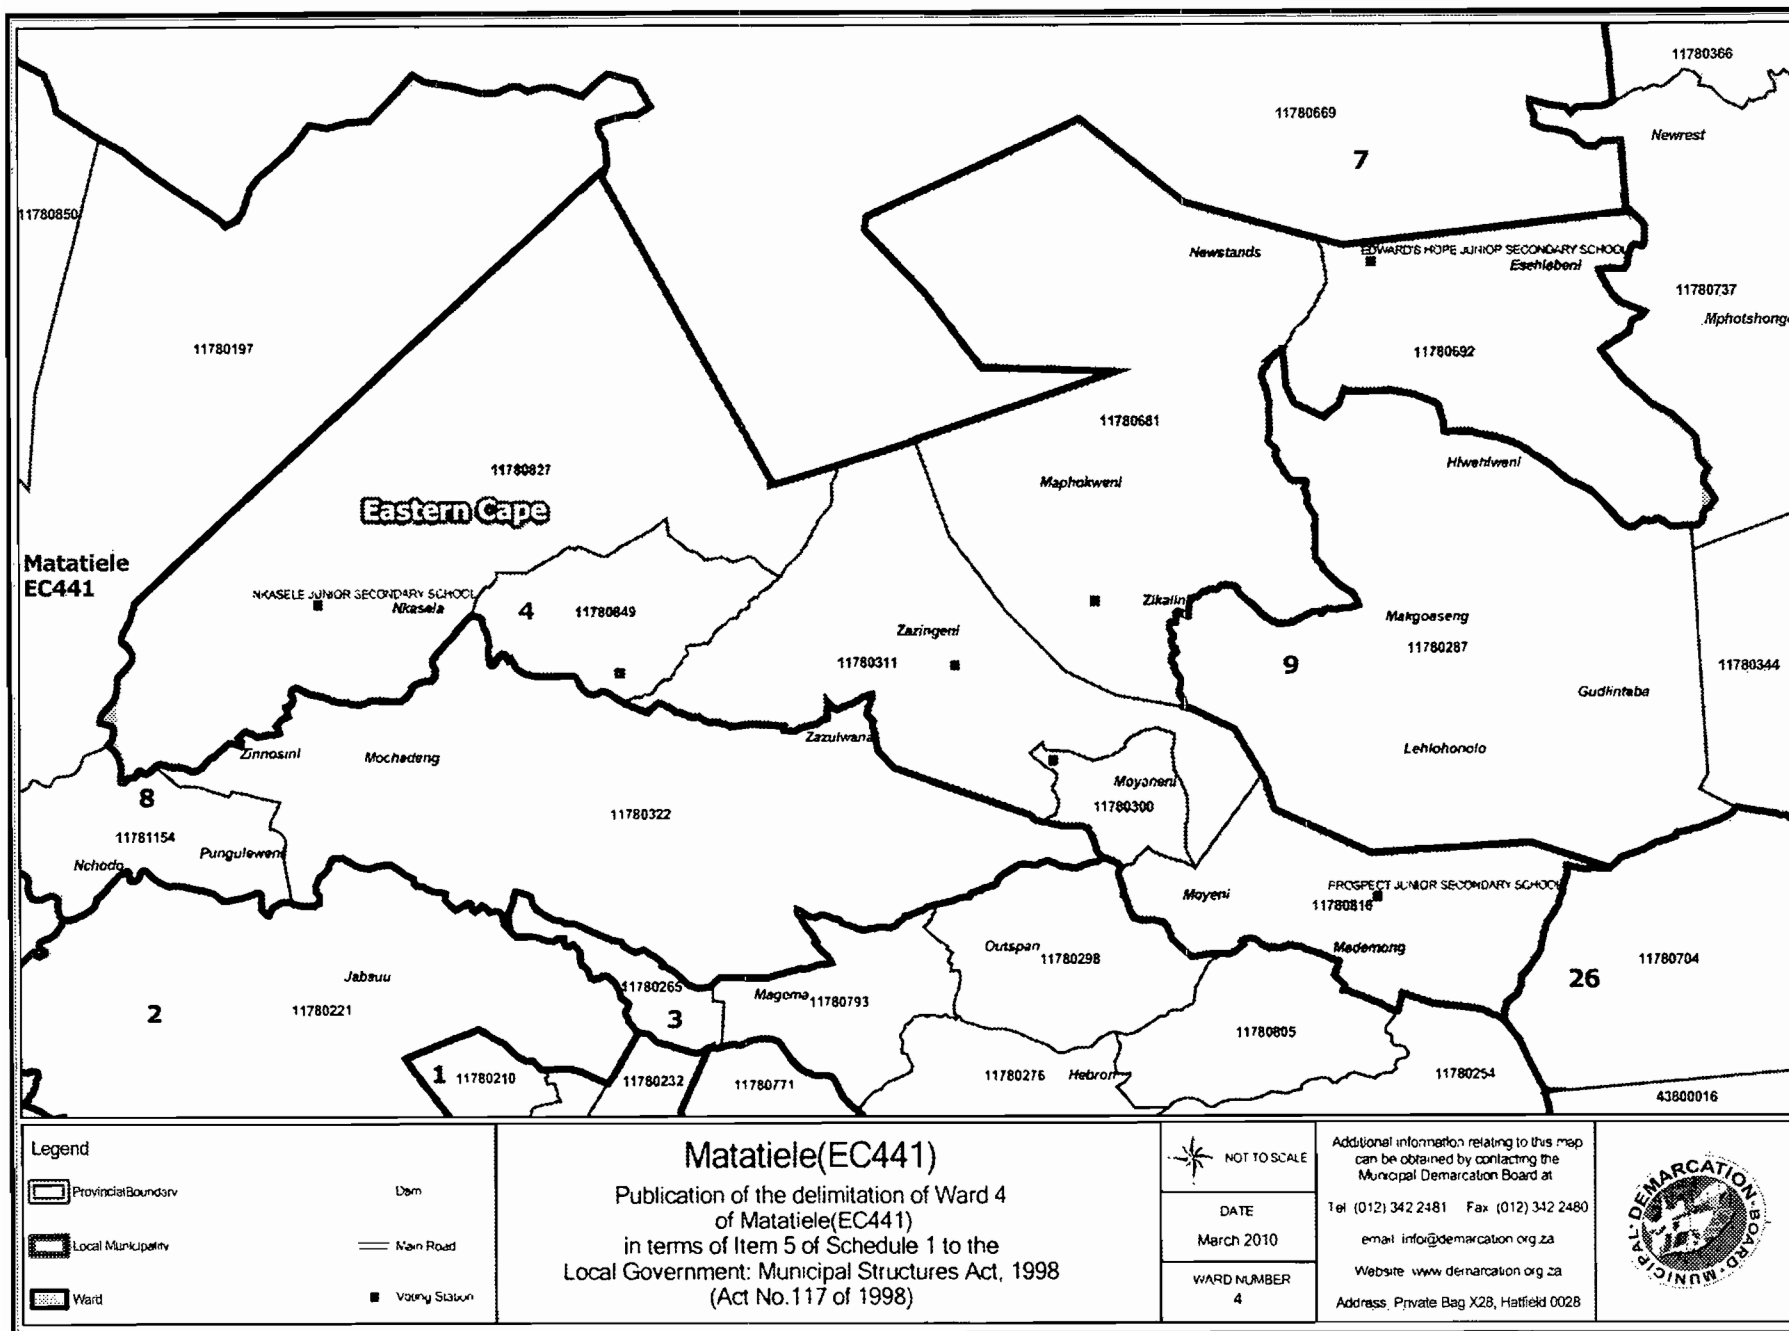 11780366
11780669
Newrest
7
11780850
Newstands
EDWARD'S HOPE JUNIOR SECONDARY SCHOOL
Esehlabeni
11780737
Mphotshongo
11780197
11780692
11780681
11780827
Hlwahlweni
Maphokweni
Eastern Cape
Matatiele
EC441
NKASELE JUNIOR SECONDARY SCHOOL
Nkasela
4
11780849
Zikalini
Makgoaseng
Zazingeni
11780287
11780311
9
11780344
Gudlintaba
Zazulwana
Lehlohonolo
Zinnosini
Mochadeng
Moyaneni
8
11780300
11780322
11781154
Punguleweni
Nchodo
Moyeni
PROSPECT JUNIOR SECONDARY SCHOOL
11780816
Outspan
Mademong
11780298
11780704
Jabsuu
26
11780265
Magema
11780793
11780221
2
3
11780805
1
11780210
11780232
11780771
11780276
Hebron
11780254
43800016
Legend
Provincial Boundary
Dam
Local Municipality
Main Road
Ward
Voting Station
Matatiele(EC441)
Publication of the delimitation of Ward 4
of Matatiele(EC441)
in terms of Item 5 of Schedule 1 to the
Local Government: Municipal Structures Act, 1998
(Act No.117 of 1998)
NOT TO SCALE
DATE
March 2010
WARD NUMBER
4
Additional information relating to this map
can be obtained by contacting the
Municipal Demarcation Board at
Tel (012) 342 2481 Fax (012) 342 2480
email info@demarcation.org.za
Website www.demarcation.org.za
Address, Private Bag X28, Hatfield 0028
MUNICIPAL DEMARCATION BOARD